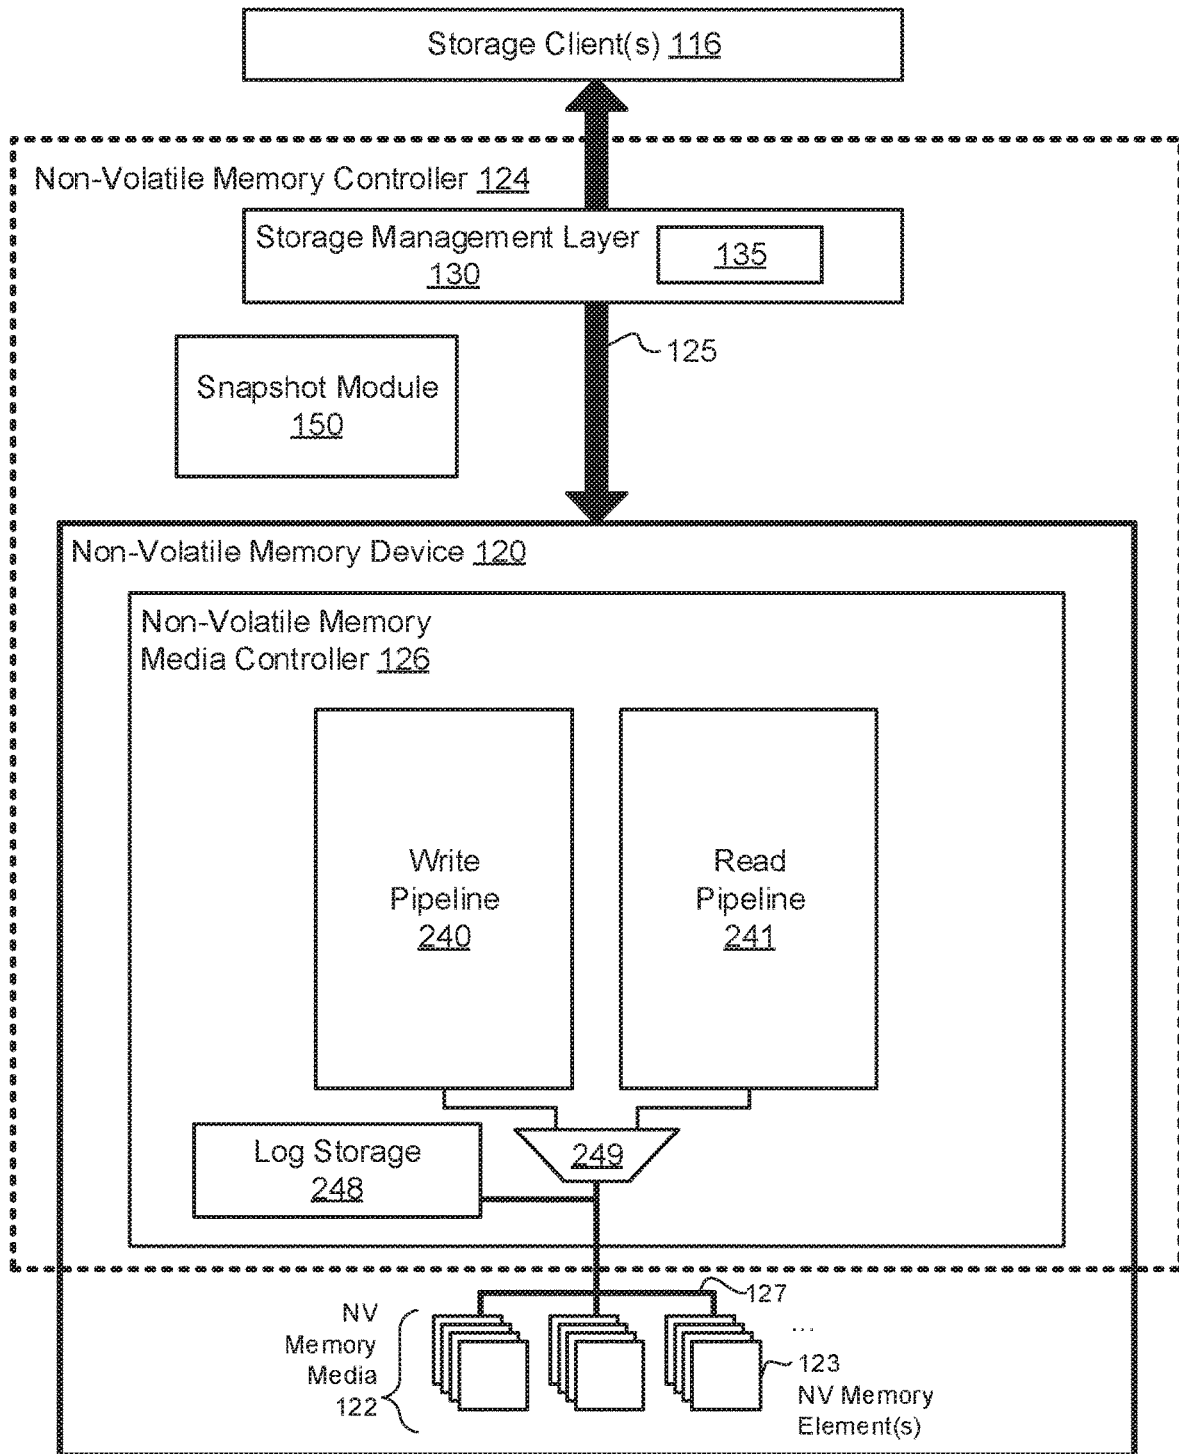 Storage Client(s) 116
Non-Volatile Memory Controller 124
Storage Management Layer
130
135
125
Snapshot Module
150
Non-Volatile Memory Device 120
Non-Volatile Memory
Media Controller 126
Write
Pipeline
240
Read
Pipeline
241
Log Storage
248
249
127
NV
Memory
Media
122
...
123
NV Memory
Element(s)